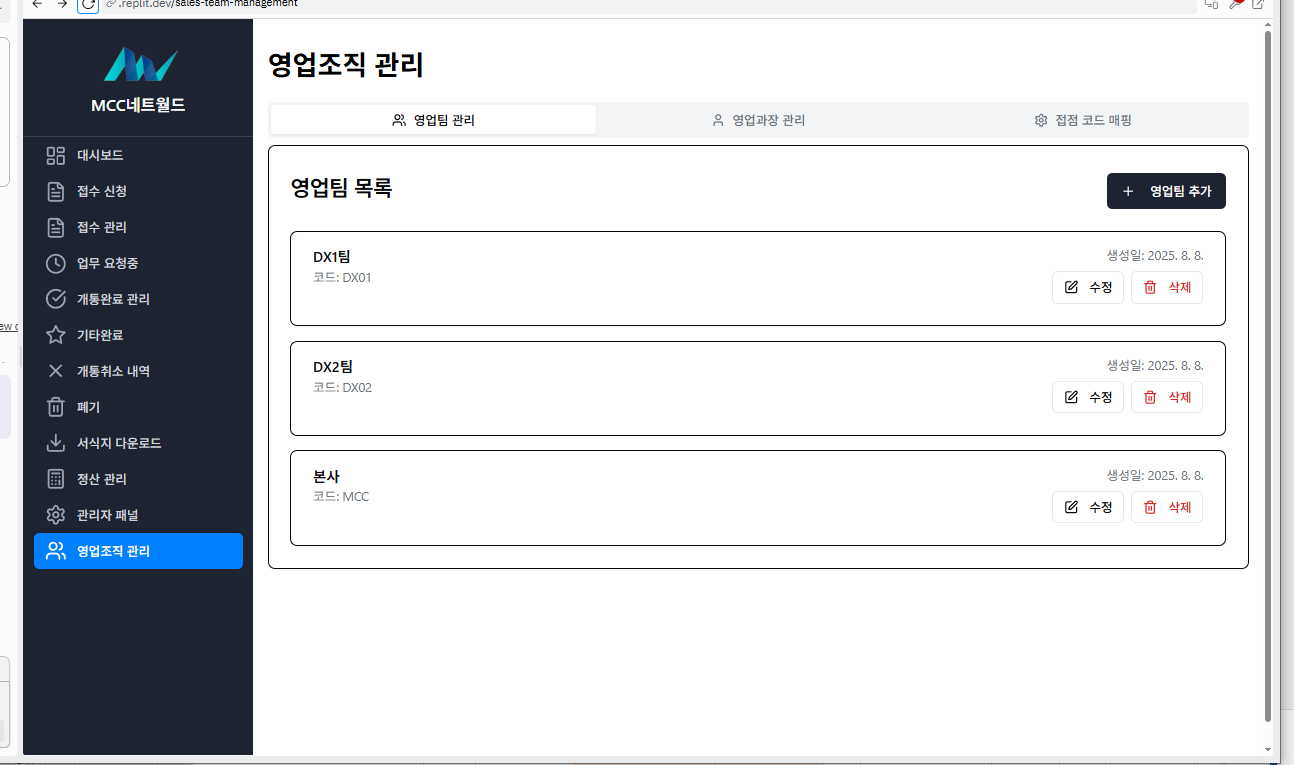 .replit.dev/sales-team-management
MCC네트월드
대시보드
접수 신청
접수 관리
업무 요청중
개통완료 관리
기타완료
개통취소 내역
폐기
서식지 다운로드
정산 관리
관리자 패널
영업조직 관리
영업조직 관리
영업팀 관리
영업과장 관리
접점 코드 매핑
영업팀 목록
+ 영업팀 추가
DX1팀
코드: DX01
생성일: 2025. 8. 8.
수정
삭제
DX2팀
코드: DX02
생성일: 2025. 8. 8.
수정
삭제
본사
코드: MCC
생성일: 2025. 8. 8.
수정
삭제